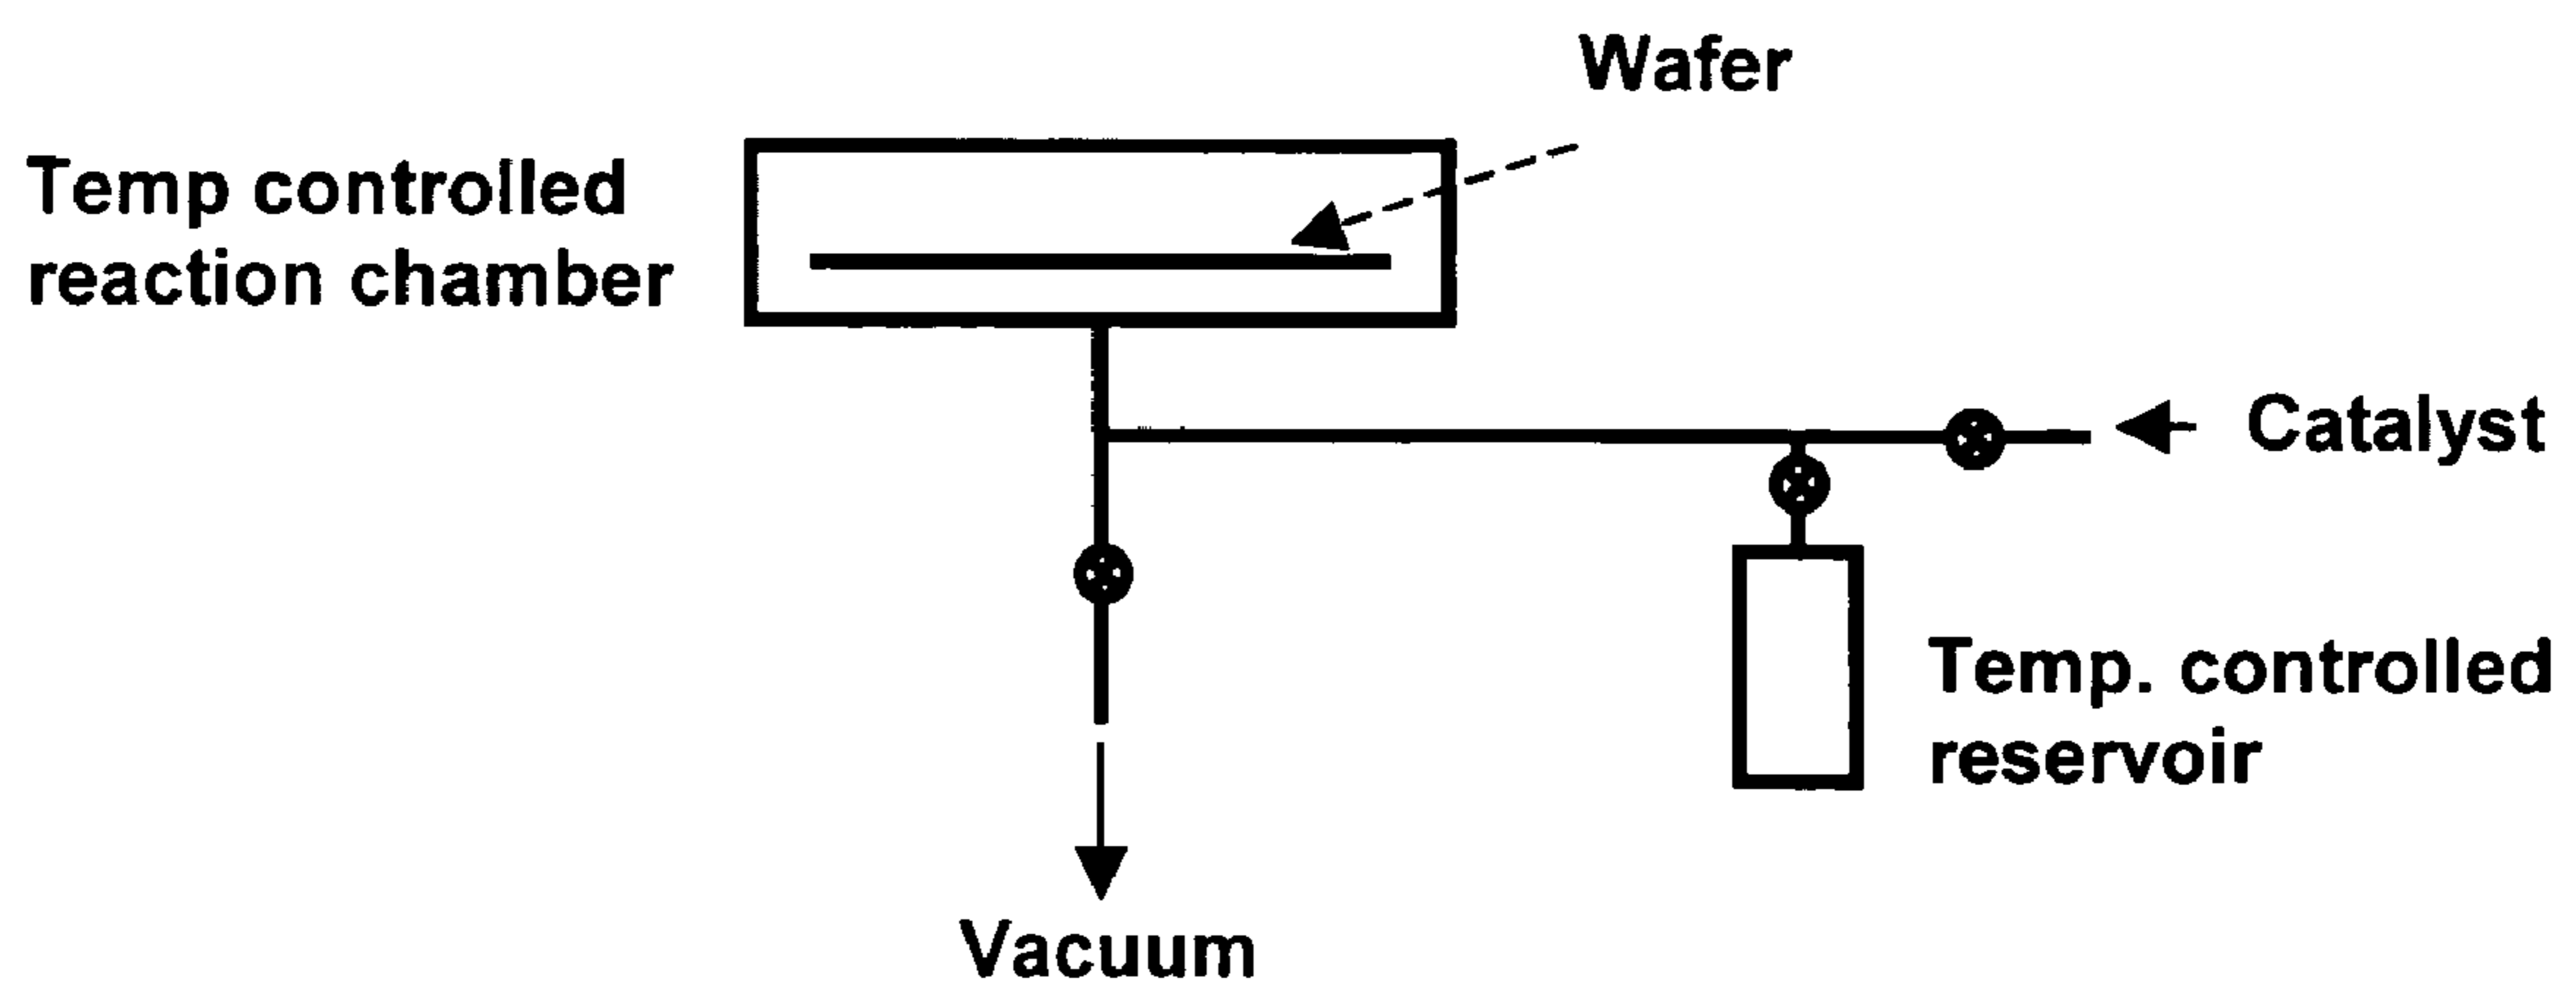 Wafer
Temp controlled
reaction chamber
Catalyst
Temp. controlled
reservoir
Vacuum